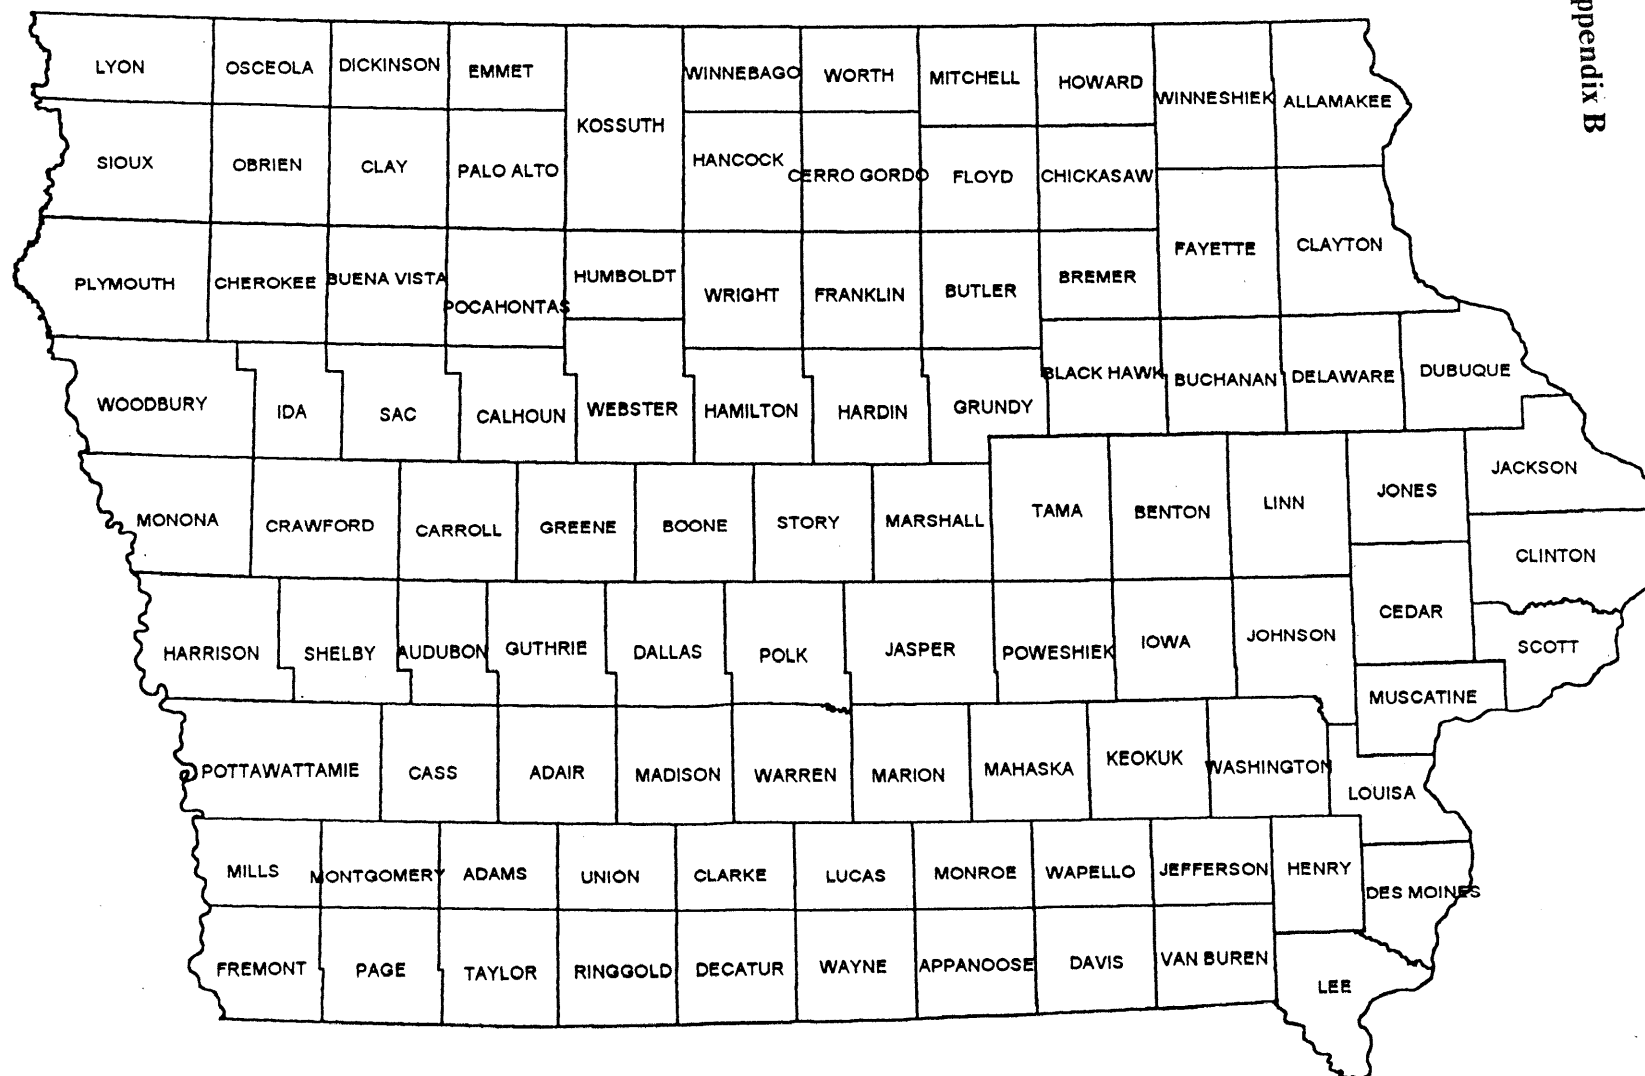 ppendix B
LYON OSCEOLA DICKINSON EMMET KOSSUTH WINNEBAGO WORTH MITCHELL HOWARD WINNESHIEK ALLAMAKEE
SIOUX OBRIEN CLAY PALO ALTO HANCOCK CERRO GORDO FLOYD CHICKASAW
PLYMOUTH CHEROKEE BUENA VISTA POCAHONTAS HUMBOLDT WRIGHT FRANKLIN BUTLER BREMER FAYETTE CLAYTON
WOODBURY IDA SAC CALHOUN WEBSTER HAMILTON HARDIN GRUNDY BLACK HAWK BUCHANAN DELAWARE DUBUQUE
MONONA CRAWFORD CARROLL GREENE BOONE STORY MARSHALL TAMA BENTON LINN JONES JACKSON
CLINTON
HARRISON SHELBY AUDUBON GUTHRIE DALLAS POLK JASPER POWESHIEK IOWA JOHNSON CEDAR SCOTT
MUSCATINE
POTTAWATTAMIE CASS ADAIR MADISON WARREN MARION MAHASKA KEOKUK WASHINGTON LOUISA
MILLS MONTGOMERY ADAMS UNION CLARKE LUCAS MONROE WAPELLO JEFFERSON HENRY DES MOINES
FREMONT PAGE TAYLOR RINGGOLD DECATUR WAYNE APPANOOSE DAVIS VAN BUREN LEE